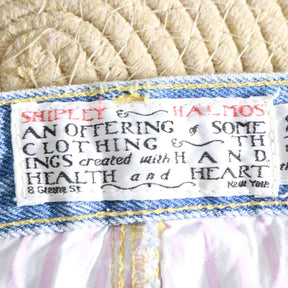 SHIPLEY & HALMOS
AN OFFERING of SOME
CLOTHING & TH
INGS created with HAND
HEALTH and HEART
8 Greene St. New York